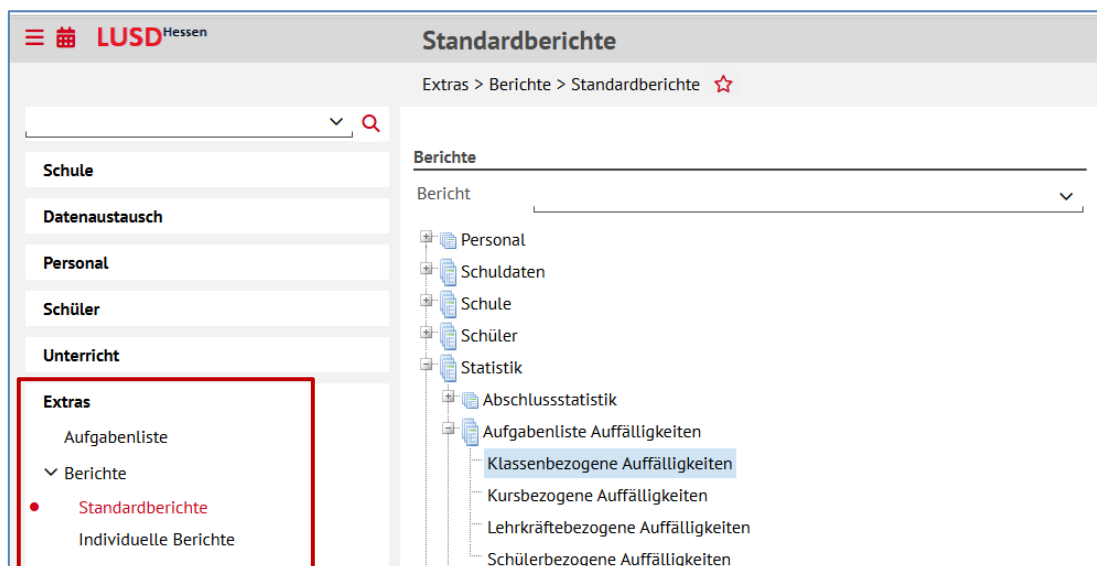 LUSD Hessen
Standardberichte
Extras > Berichte > Standardberichte
Schule
Datenaustausch
Personal
Schüler
Unterricht
Extras
Aufgabenliste
Berichte
Standardberichte
Individuelle Berichte
Berichte
Bericht
Personal
Schuldaten
Schule
Schüler
Statistik
Abschlussstatistik
Aufgabenliste Auffälligkeiten
Klassenbezogene Auffälligkeiten
Kursbezogene Auffälligkeiten
Lehrkräftebezogene Auffälligkeiten
Schülerbezogene Auffälligkeiten